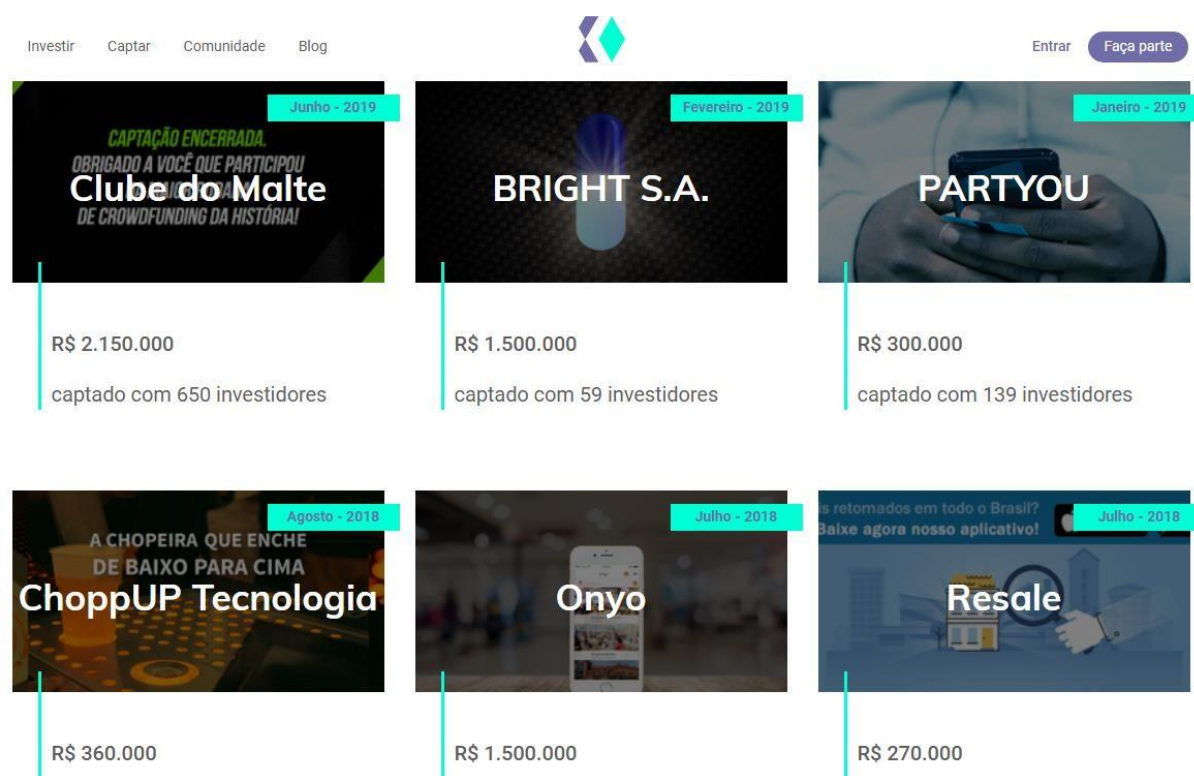 Investir Captar Comunidade Blog Entrar Faça parte
Junho - 2019
CAPTAÇÃO ENCERRADA.
OBRIGADO A VOCÊ QUE PARTICIPOU
DE CROWDFUNDING DA HISTÓRIA!
Clube do Malte
R$ 2.150.000
captado com 650 investidores
Fevereiro - 2019
BRIGHT S.A.
R$ 1.500.000
captado com 59 investidores
Janeiro - 2019
PARTYOU
R$ 300.000
captado com 139 investidores
Agosto - 2018
A CHOPEIRA QUE ENCHE
DE BAIXO PARA CIMA
ChoppUP Tecnologia
R$ 360.000
Julho - 2018
Onyo
R$ 1.500.000
Julho - 2018
is retomados em todo o Brasil?
Baixe agora nosso aplicativo!
Resale
R$ 270.000